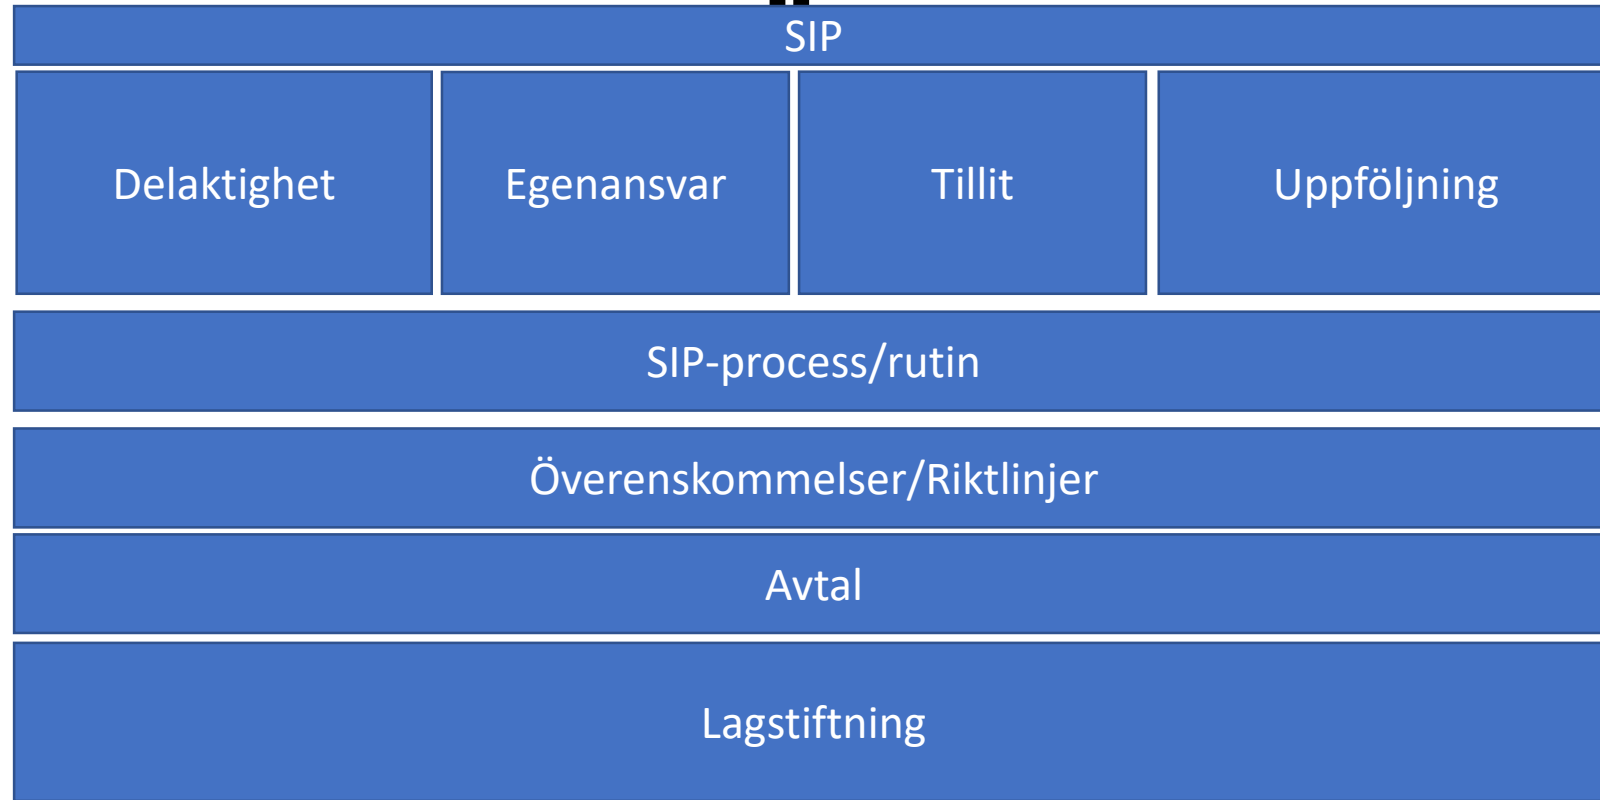 SIP
Delaktighet
Egenansvar
Tillit
Uppföljning
SIP-process/rutin
Överenskommelser/Riktlinjer
Avtal
Lagstiftning